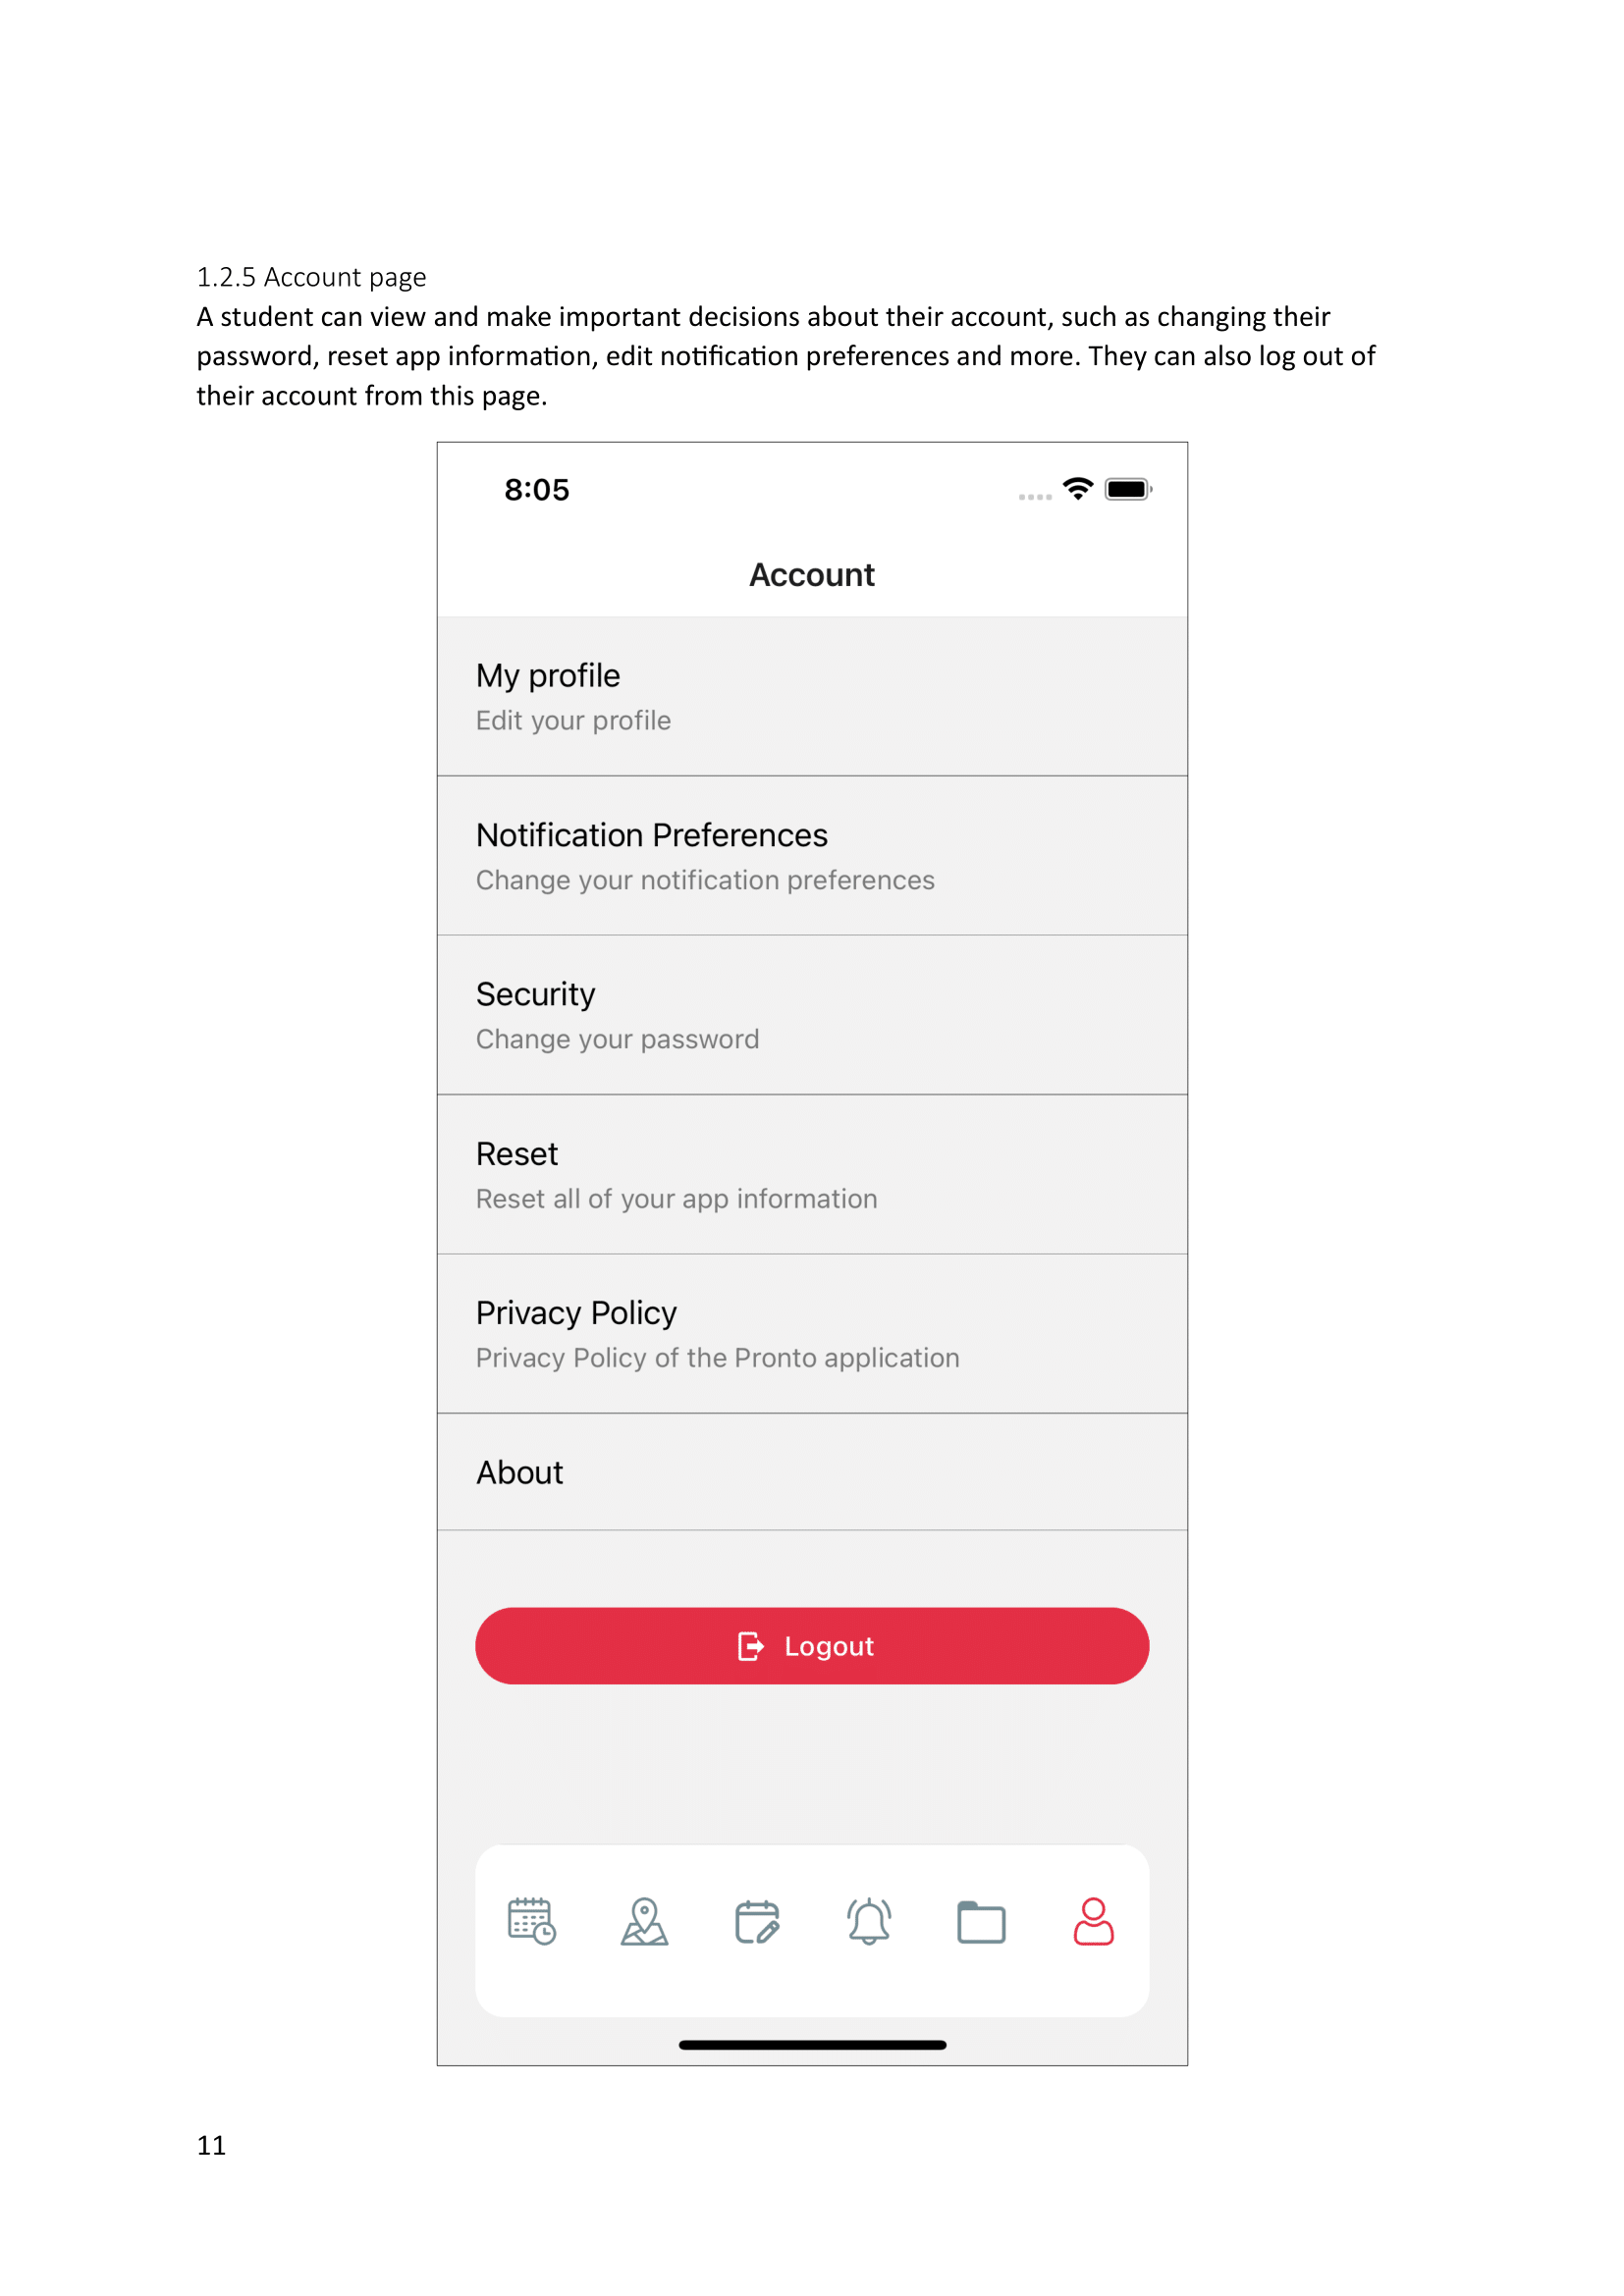 1.2.5 Account page
A student can view and make important decisions about their account, such as changing their
password, reset app information, edit notification preferences and more. They can also log out of
their account from this page.
8:05
Account
My profile
Edit your profile
Notification Preferences
Change your notification preferences
Security
Change your password
Reset
Reset all of your app information
Privacy Policy
Privacy Policy of the Pronto application
About
Logout
11